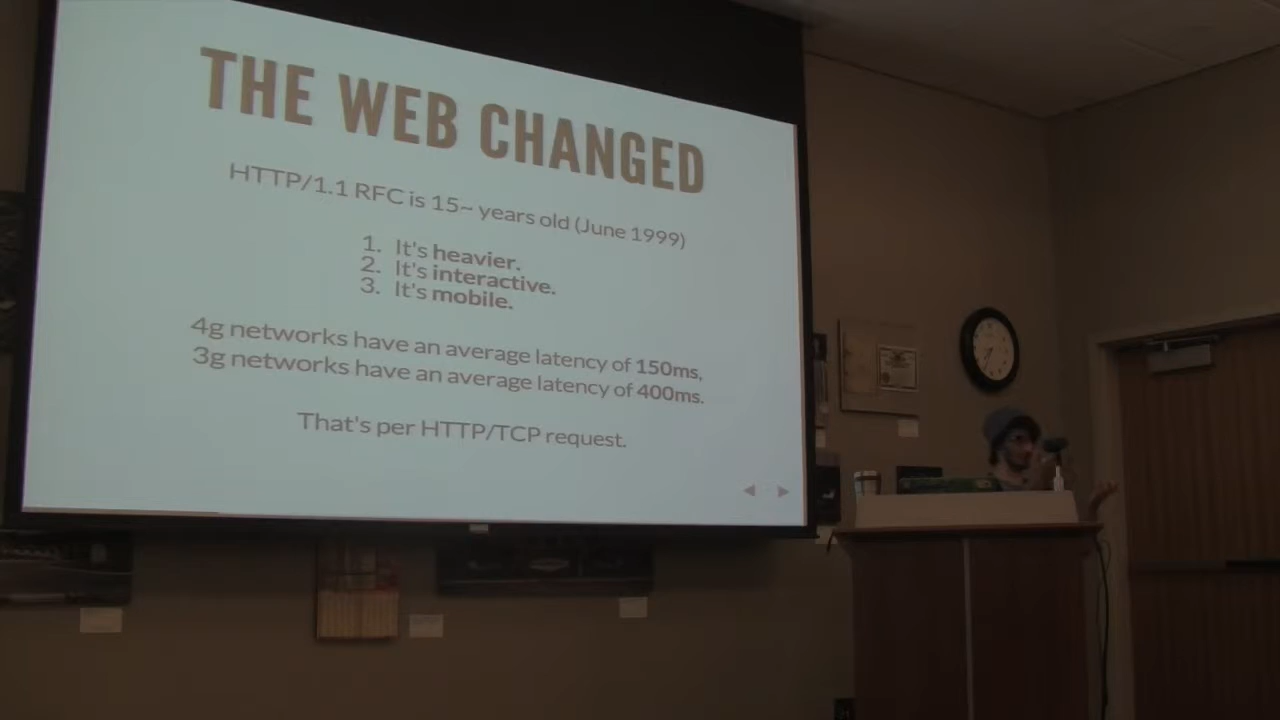 THE WEB CHANGED
HTTP/1.1 RFC is 15~ years old (June 1999)
1. It's heavier.
2. It's interactive.
3. It's mobile.
4g networks have an average latency of 150ms,
3g networks have an average latency of 400ms.
That's per HTTP/TCP request.